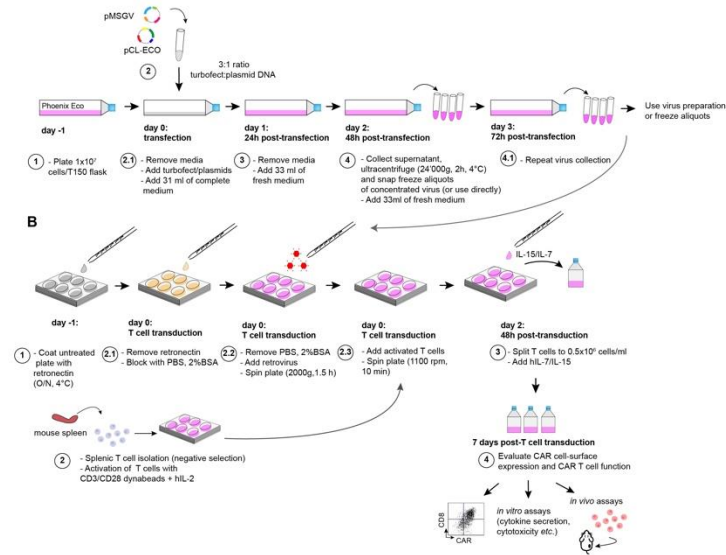 pMSGV
pCL-ECO
2
3:1 ratio
turbofect:plasmid DNA
Phoenix Eco
Use virus preparation
or freeze aliquots
day -1
day 0:
transfection
day 1:
24h post-transfection
day 2:
48h post-transfection
day 3:
72h post-transfection
1 - Plate 1x10⁷
cells/T150 flask
2.1 - Remove media
- Add turbofect/plasmids
- Add 31 ml of complete
medium
3 - Remove media
- Add 33 ml of
fresh medium
4 - Collect supernatant,
ultracentrifuge (24'000g, 2h, 4°C)
and snap freeze aliquots
of concentrated virus (or use directly)
- Add 33ml of fresh medium
4.1 - Repeat virus collection
B
IL-15/IL-7
day -1:
day 0:
T cell transduction
day 0:
T cell transduction
day 0:
T cell transduction
day 2:
48h post-transduction
1 - Coat untreated
plate with
retronectin
(O/N, 4°C)
2.1 - Remove retronectin
- Block with PBS, 2%BSA
2.2 - Remove PBS, 2%BSA
- Add retrovirus
- Spin plate (2000g,1.5 h)
2.3 - Add activated T cells
- Spin plate (1100 rpm,
10 min)
3 - Split T cells to 0.5x10⁶ cells/ml
- Add hIL-7/IL-15
mouse spleen
2 - Splenic T cell isolation (negative selection)
- Activation of T cells with
CD3/CD28 dynabeads + hIL-2
7 days post-T cell transduction
4 Evaluate CAR cell-surface
expression and CAR T cell function
CD8
CAR
in vitro assays
(cytokine secretion,
cytotoxicity etc.)
in vivo assays